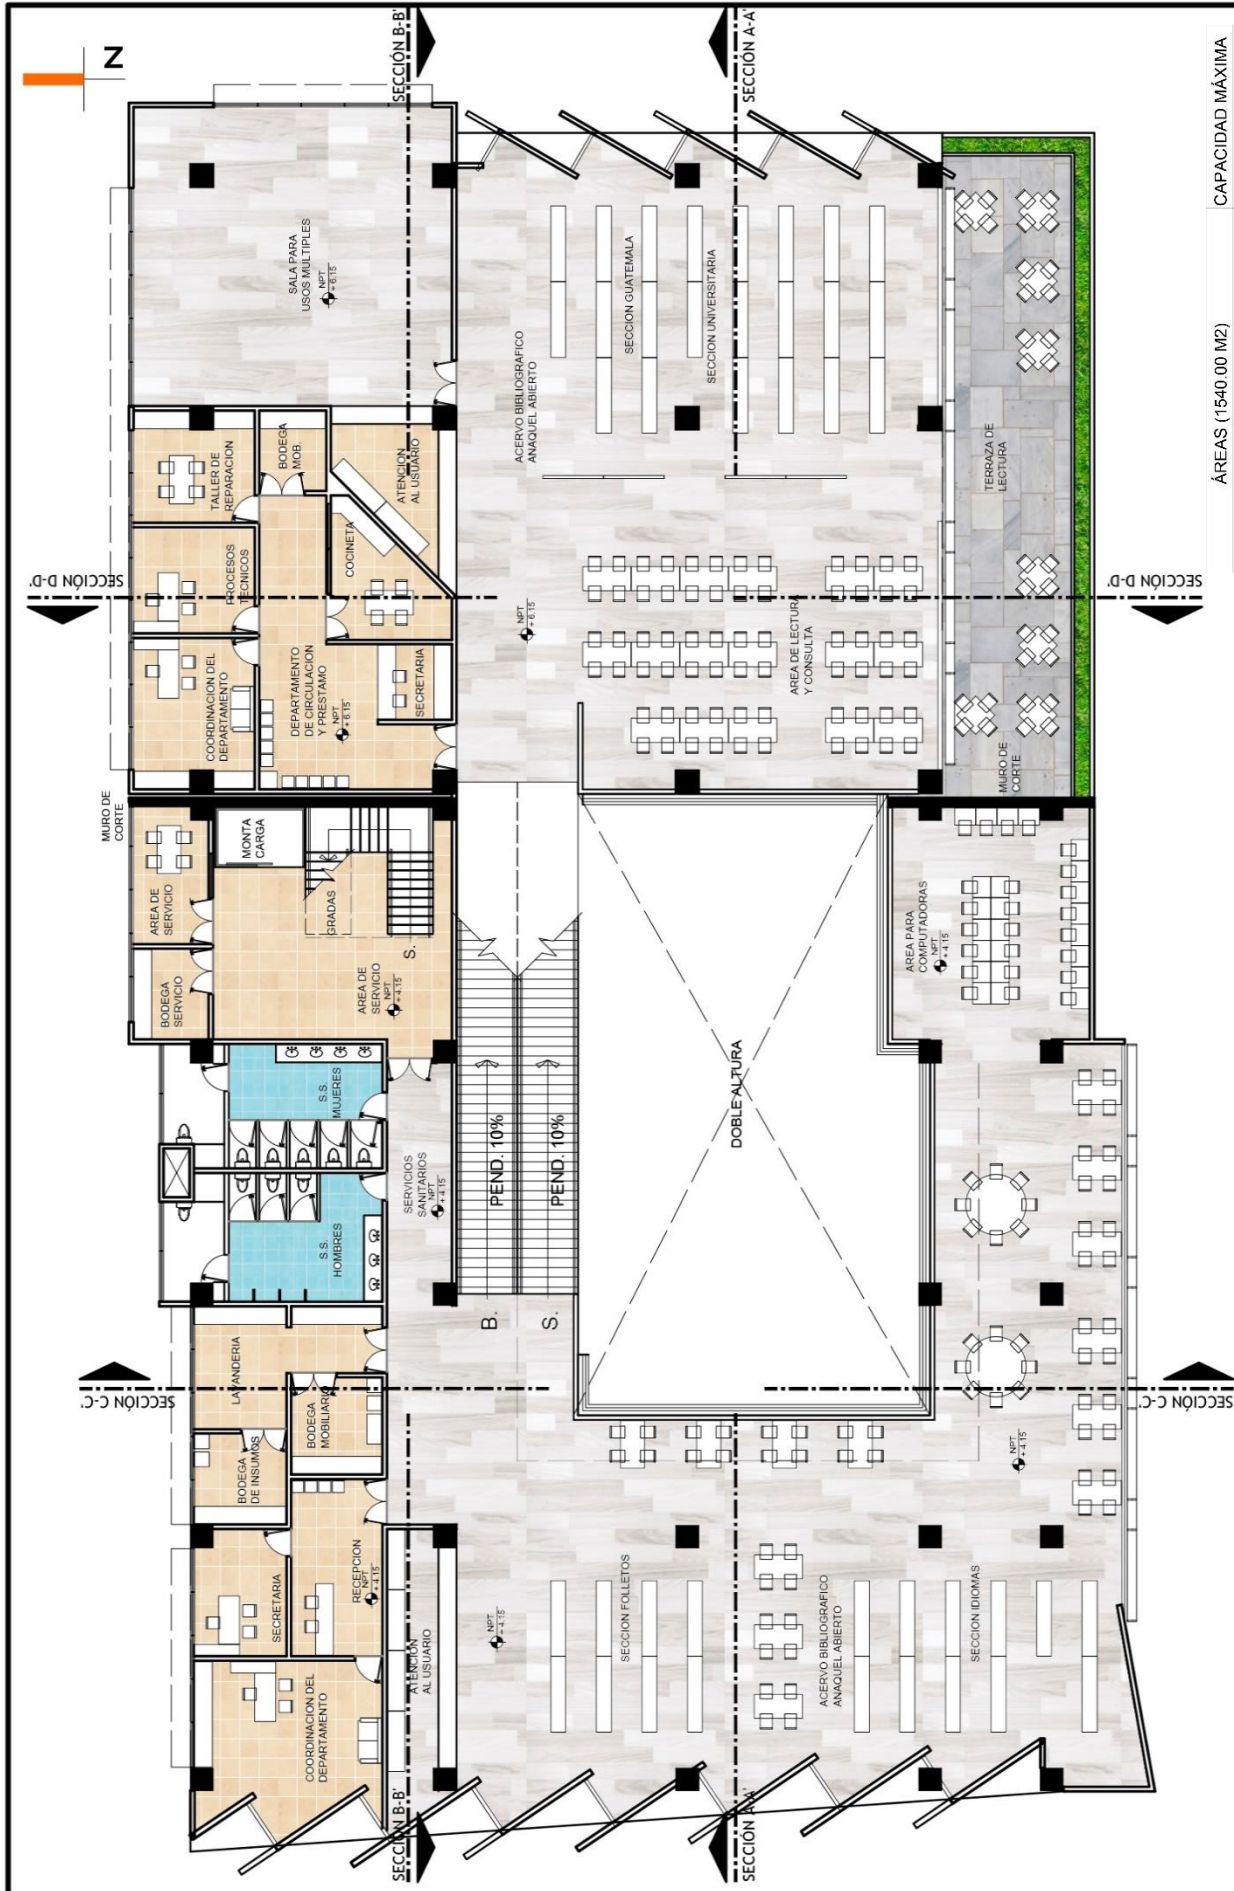 N
SECCIÓN B-B'
SECCIÓN A-A'
CAPACIDAD MÁXIMA
ÁREAS (1540.00 M2)
SALA PARA
USOS MULTIPLES
NPT
+ 6.15
ACERVO BIBLIOGRAFICO
ANAQUEL ABIERTO
SECCION GUATEMALA
SECCION UNIVERSITARIA
TERRAZA DE
LECTURA
TALLER DE
REPARACION
BODEGA
MOB.
ATENCION
AL USUARIO
PROCESOS
TECNICOS
COCINETA
SECCIÓN D-D'
SECCIÓN D-D'
NPT
+ 6.15
AREA DE LECTURA
Y CONSULTA
COORDINACION DEL
DEPARTAMENTO
DEPARTAMENTO
DE CIRCULACION
Y PRESTAMO
NPT
+ 6.15
SECRETARIA
MURO DE
CORTE
MURO DE
CORTE
AREA DE
SERVICIO
MONTA
CARGA
GRADAS
S.
BODEGA
SERVICIO
AREA DE
SERVICIO
NPT
+ 4.15
AREA PARA
COMPUTADORAS
NPT
+ 4.15
S.S.
MUJERES
SERVICIOS
SANITARIOS
NPT
+ 4.15
PEND. 10%
PEND. 10%
DOBLE ALTURA
S.S.
HOMBRES
B.
S.
LAVANDERIA
SECCIÓN C-C'
SECCIÓN C-C'
BODEGA
MOBILIARIO
BODEGA
DE INSUMOS
NPT
+ 4.15
SECRETARIA
RECEPCION
NPT
+ 4.15
ATENCION
AL USUARIO
NPT
+ 4.15
SECCION FOLLETOS
ACERVO BIBLIOGRAFICO
ANAQUEL ABIERTO
SECCION IDIOMAS
COORDINACION DEL
DEPARTAMENTO
SECCIÓN B-B'
SECCIÓN A-A'